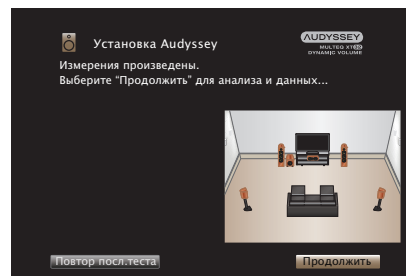 Установка Audyssey
AUDYSSEY
MULTEQ XT32
DYNAMIC VOLUME
Измерения произведены.
Выберите “Продолжить” для анализа и данных...
Повтор посл.теста
Продолжить